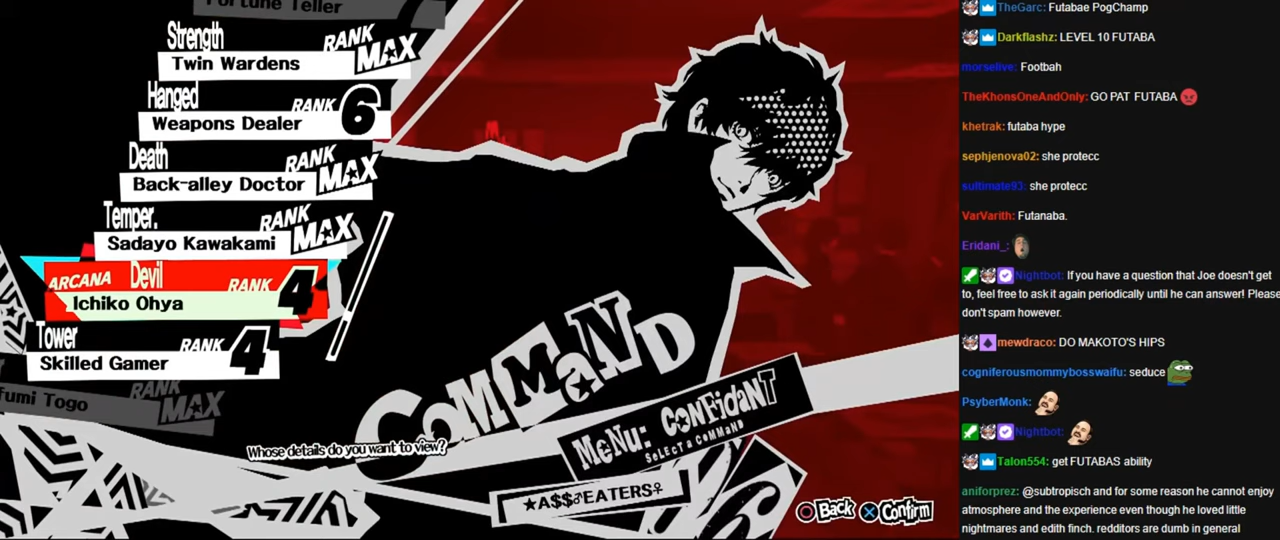 Fortune Teller
Strength RANK MAX
Twin Wardens
Hanged RANK 6
Weapons Dealer
Death RANK MAX
Back-alley Doctor
Temper. RANK MAX
Sadayo Kawakami
ARCANA Devil RANK 4
Ichiko Ohya
Tower RANK 4
Skilled Gamer
RANK MAX
fumi Togo
COMMaND
MeNU: CONFidaNT
SeLEcT a CoMMaND
Whose details do you want to view?
★A$$♂EATERS♀
Back Confirm
TheGarc: Futabae PogChamp
Darkflashz: LEVEL 10 FUTABA
morselive: Footbah
TheKhonsOneAndOnly: GO PAT FUTABA
khetrak: futaba hype
sephjenova02: she protecc
sultimate93: she protecc
VarVarith: Futanaba.
Eridani_:
Nightbot: If you have a question that Joe doesn't get
to, feel free to ask it again periodically until he can answer! Please
don't spam however.
mewdraco: DO MAKOTO'S HIPS
cogniferousmommybosswaifu: seduce
PsyberMonk:
Nightbot:
Talon554: get FUTABAS ability
aniforprez: @subtropisch and for some reason he cannot enjoy
atmosphere and the experience even though he loved little
nightmares and edith finch. redditors are dumb in general